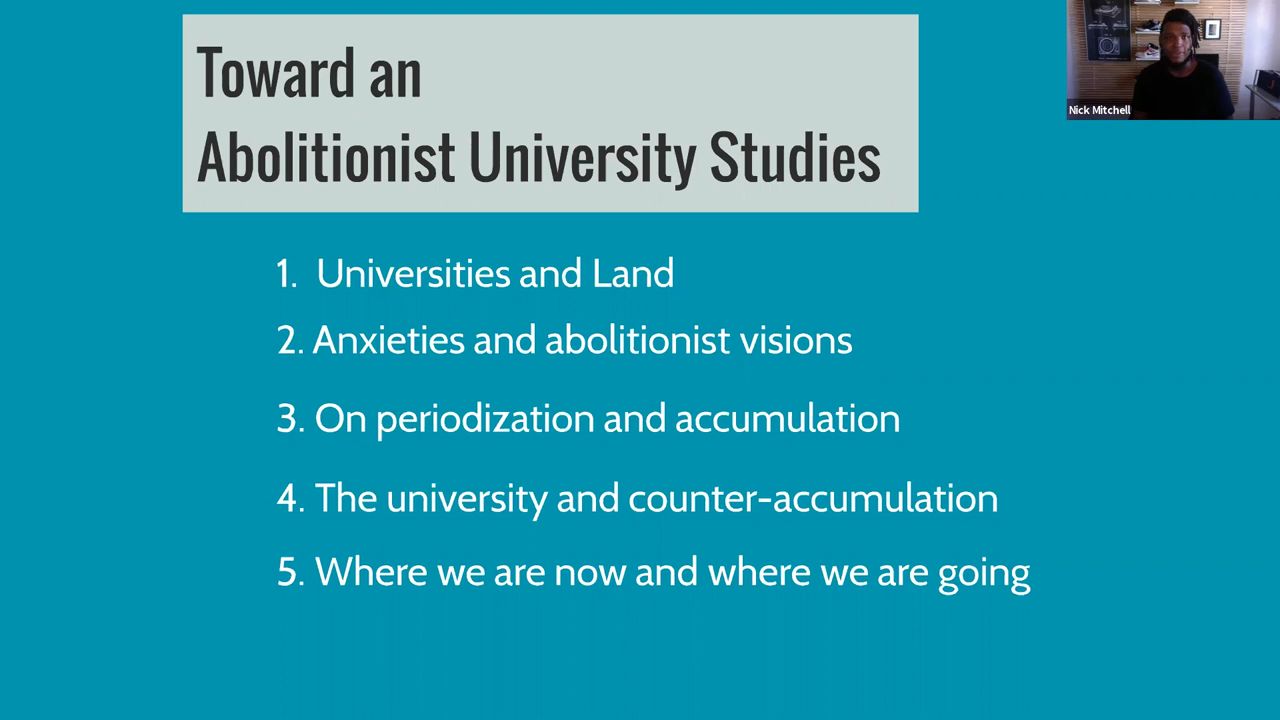 Toward an
Abolitionist University Studies
1. Universities and Land
2. Anxieties and abolitionist visions
3. On periodization and accumulation
4. The university and counter-accumulation
5. Where we are now and where we are going
Nick Mitchell